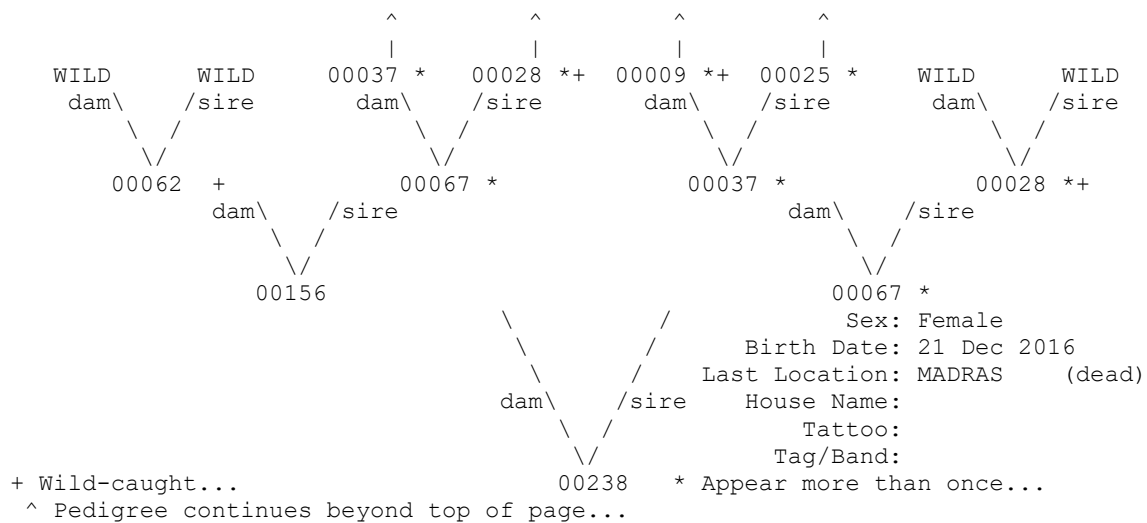 ^ ^ ^ ^
| | | |
WILD WILD 00037 * 00028 *+ 00009 *+ 00025 * WILD WILD
dam\ /sire dam\ /sire dam\ /sire dam\ /sire
\ / \ / \ / \ /
\/ \/ \/ \/
00062 + 00067 * 00037 * 00028 *+
dam\ /sire dam\ /sire
\ / \ /
\/ \/
00156 00067 *
\ / Sex: Female
\ / Birth Date: 21 Dec 2016
\ / Last Location: MADRAS (dead)
dam\ /sire House Name:
\ / Tattoo:
\/ Tag/Band:
+ Wild-caught... 00238 * Appear more than once...
^ Pedigree continues beyond top of page...